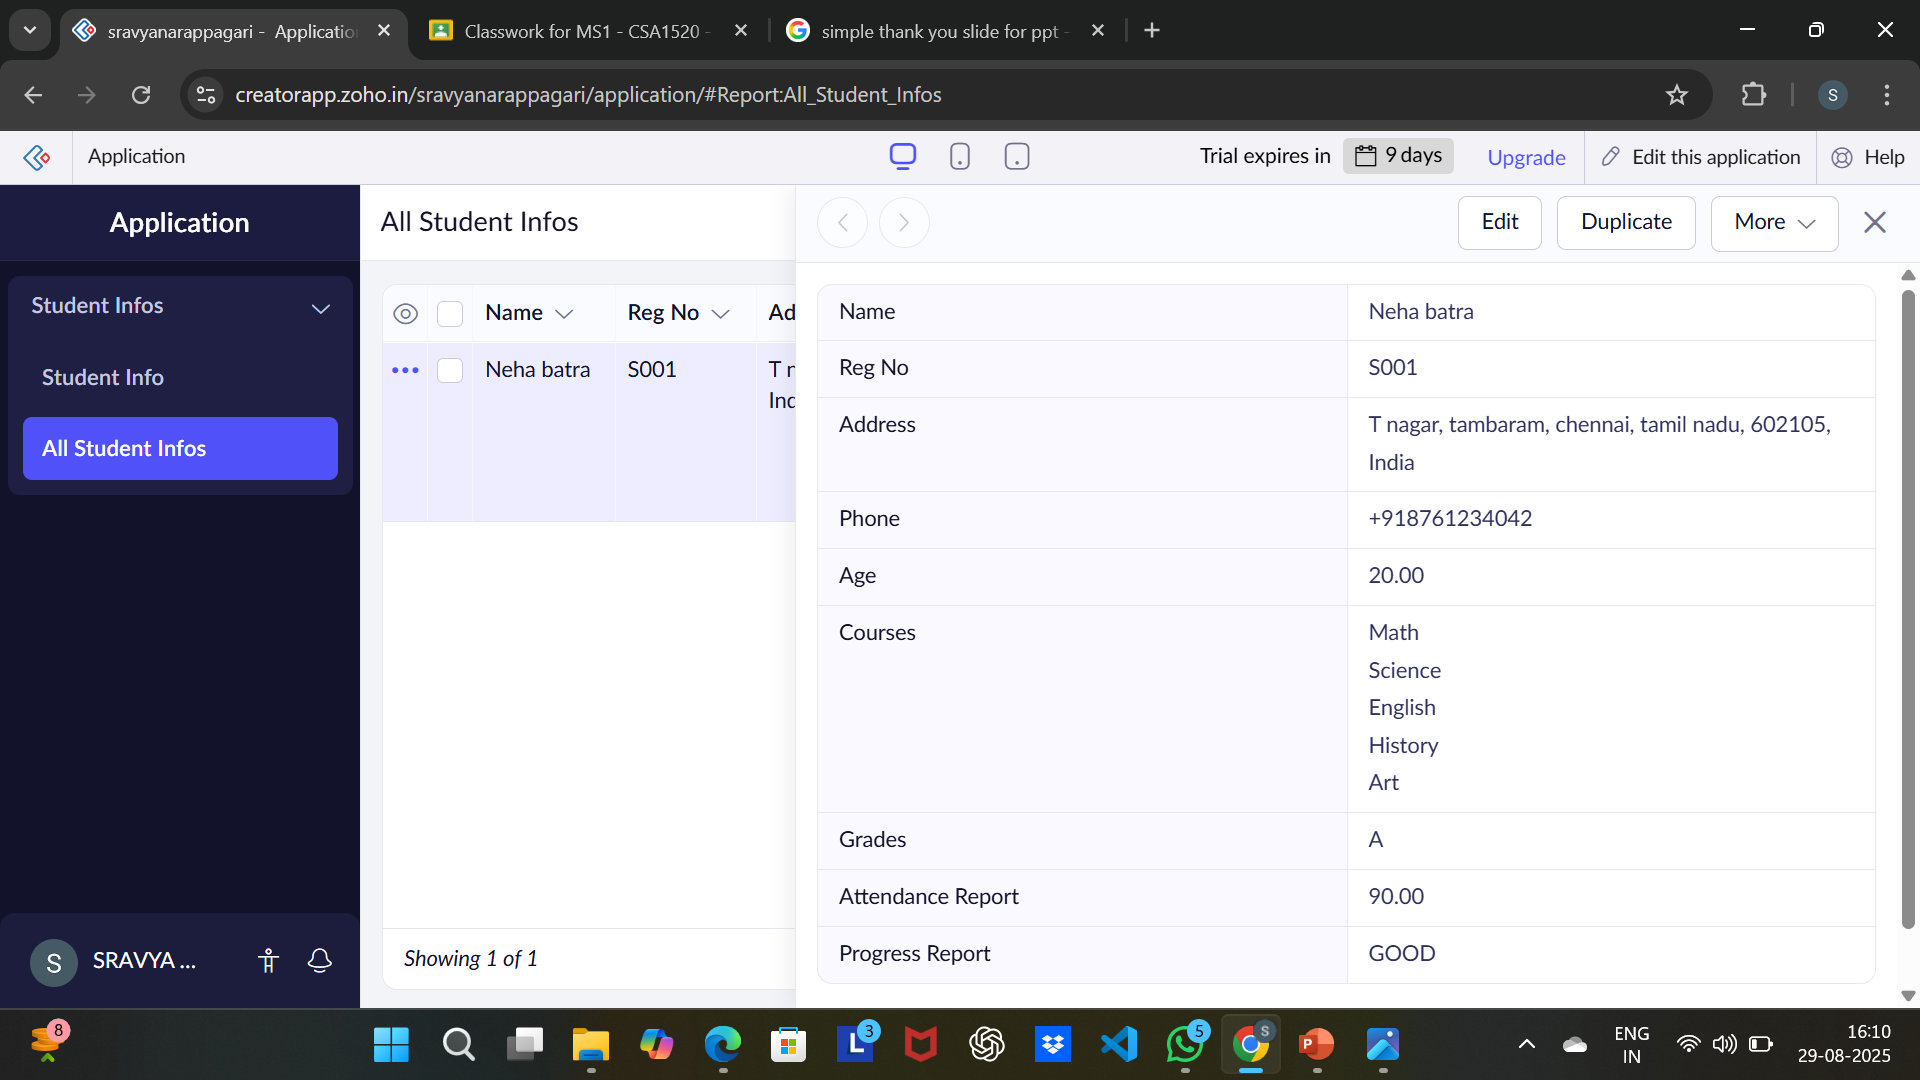 sravyanarappagari - Applicatio
Classwork for MS1 - CSA1520 -
simple thank you slide for ppt -
creatorapp.zoho.in/sravyanarappagari/application/#Report:All_Student_Infos
S
Application
Trial expires in 9 days
Upgrade
Edit this application
Help
Application
Student Infos
Student Info
All Student Infos
SRAVYA ...
S
All Student Infos
Name Reg No Ad
Neha batra S001 T n
Ind
Showing 1 of 1
Edit Duplicate More
Name Neha batra
Reg No S001
Address T nagar, tambaram, chennai, tamil nadu, 602105,
India
Phone +918761234042
Age 20.00
Courses Math
Science
English
History
Art
Grades A
Attendance Report 90.00
Progress Report GOOD
8
L 3
5
S
P
ENG
IN
16:10
29-08-2025